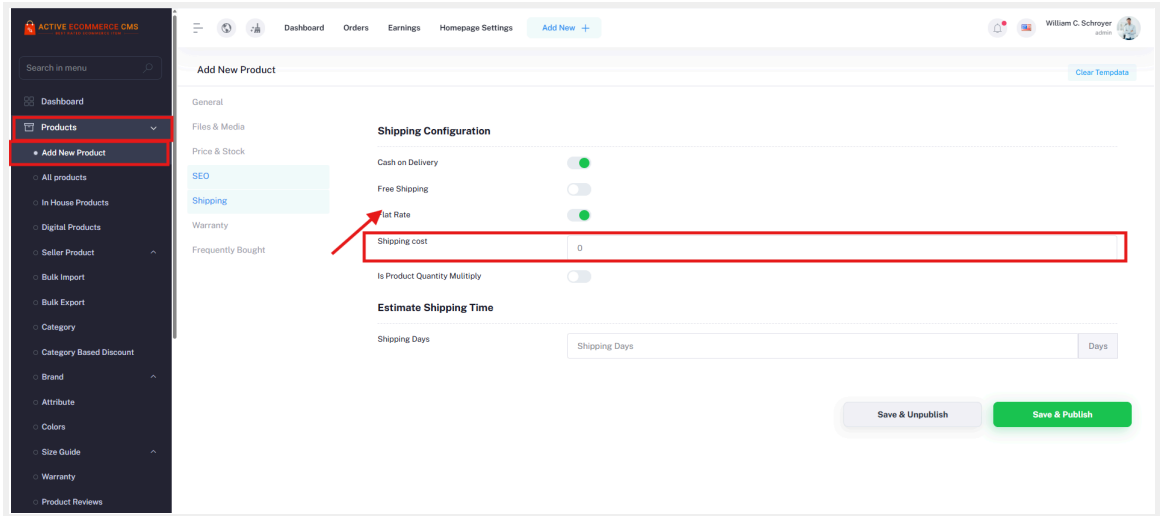 ACTIVE ECOMMERCE CMS
Dashboard
Orders
Earnings
Homepage Settings
Add New +
William C. Schroyer
admin
Search in menu
Add New Product
Clear Tempdata
Dashboard
Products
Add New Product
All products
In House Products
Digital Products
Seller Product
Bulk Import
Bulk Export
Category
Category Based Discount
Brand
Attribute
Colors
Size Guide
Warranty
Product Reviews
General
Files & Media
Price & Stock
SEO
Shipping
Warranty
Frequently Bought
Shipping Configuration
Cash on Delivery
Free Shipping
Flat Rate
Shipping cost
0
Is Product Quantity Mulitiply
Estimate Shipping Time
Shipping Days
Shipping Days
Days
Save & Unpublish
Save & Publish